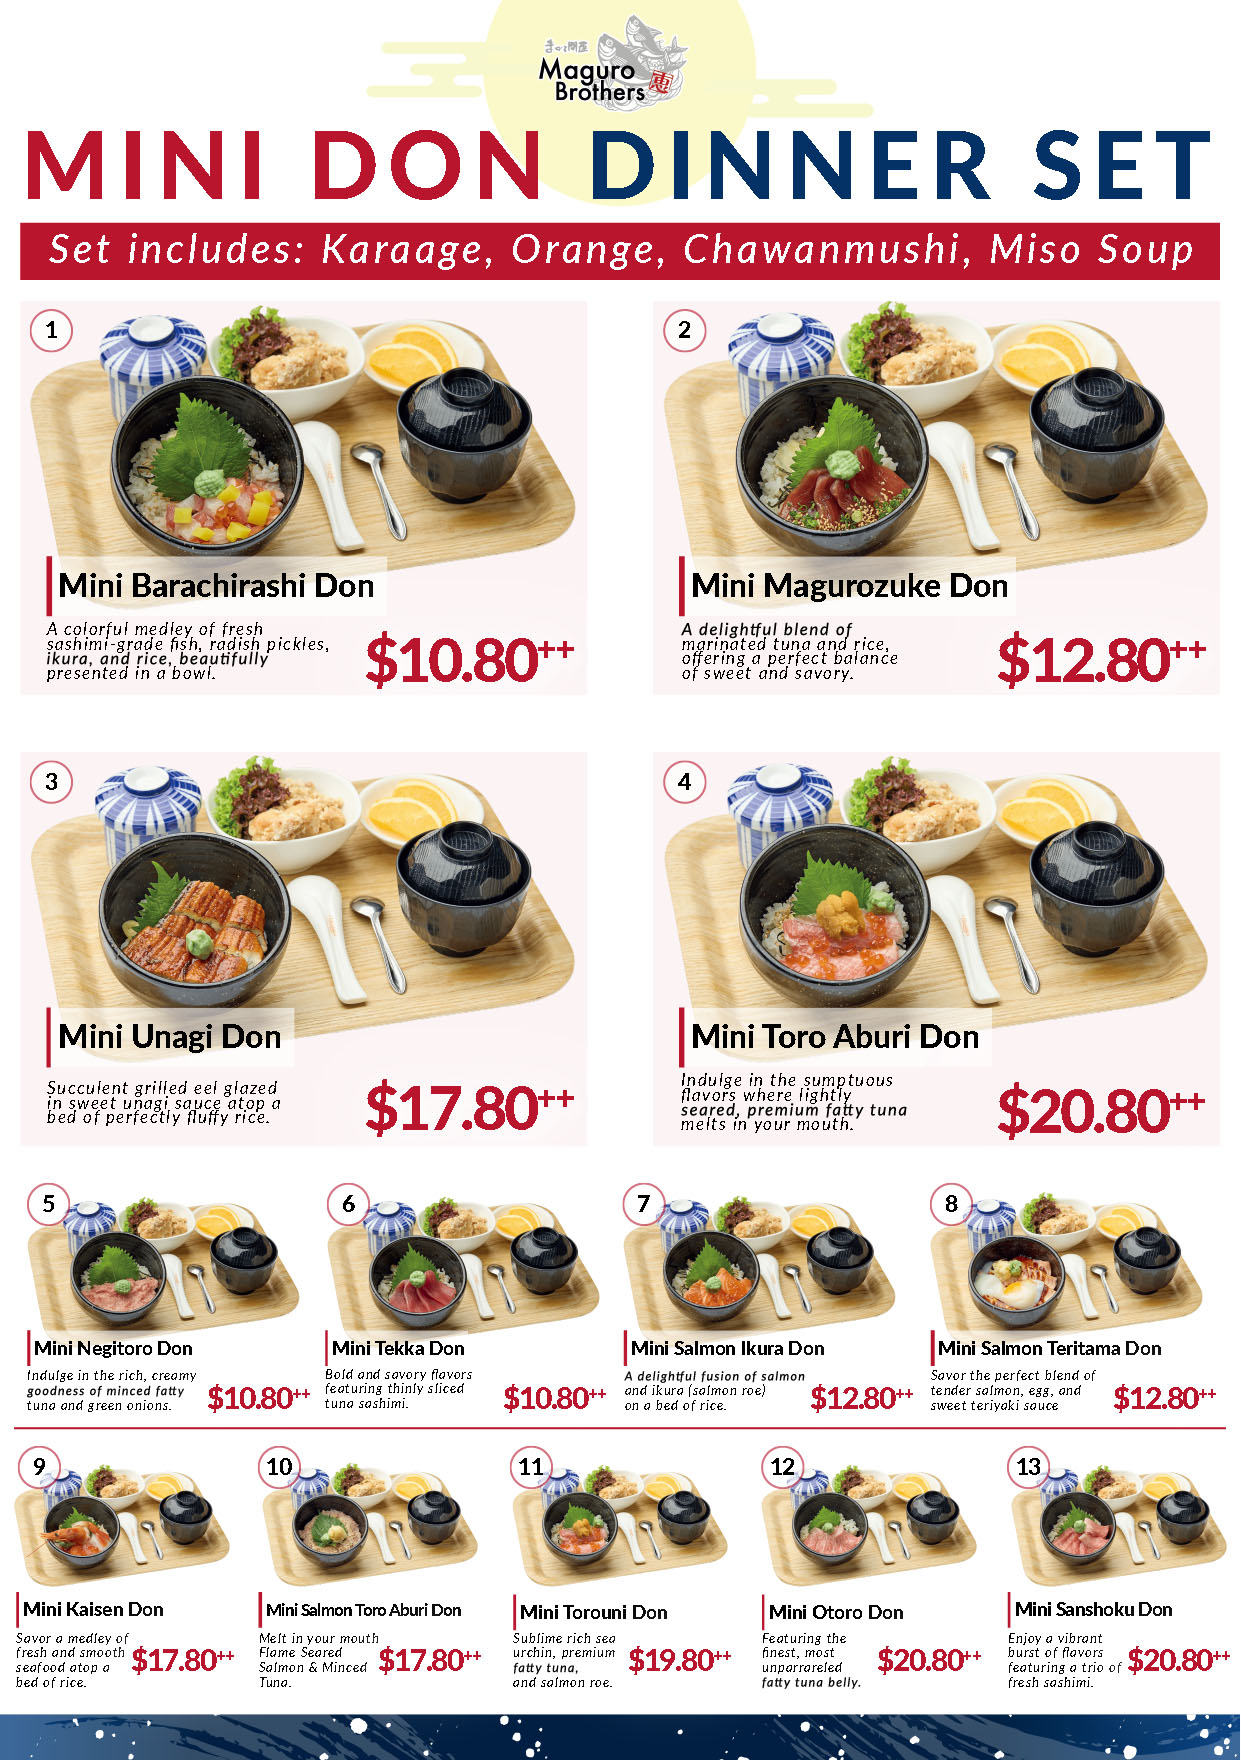 まぐろ問屋
Maguro
Brothers
恵
MINI DON DINNER SET
Set includes: Karaage, Orange, Chawanmushi, Miso Soup
1
Mini Barachirashi Don
A colorful medley of fresh
sashimi-grade fish, radish pickles,
ikura, and rice, beautifully
presented in a bowl.
$10.80++
2
Mini Magurozuke Don
A delightful blend of
marinated tuna and rice,
offering a perfect balance
of sweet and savory.
$12.80++
3
Mini Unagi Don
Succulent grilled eel glazed
in sweet unagi sauce atop a
bed of perfectly fluffy rice.
$17.80++
4
Mini Toro Aburi Don
Indulge in the sumptuous
flavors where lightly
seared, premium fatty tuna
melts in your mouth.
$20.80++
5
Mini Negitoro Don
Indulge in the rich, creamy
goodness of minced fatty
tuna and green onions.
$10.80++
6
Mini Tekka Don
Bold and savory flavors
featuring thinly sliced
tuna sashimi.
$10.80++
7
Mini Salmon Ikura Don
A delightful fusion of salmon
and ikura (salmon roe)
on a bed of rice.
$12.80++
8
Mini Salmon Teritama Don
Savor the perfect blend of
tender salmon, egg, and
sweet teriyaki sauce
$12.80++
9
Mini Kaisen Don
Savor a medley of
fresh and smooth
seafood atop a
bed of rice.
$17.80++
10
Mini Salmon Toro Aburi Don
Melt in your mouth
Flame Seared
Salmon & Minced
Tuna.
$17.80++
11
Mini Torouni Don
Sublime rich sea
urchin, premium
fatty tuna,
and salmon roe.
$19.80++
12
Mini Otoro Don
Featuring the
finest, most
unparrareled
fatty tuna belly.
$20.80++
13
Mini Sanshoku Don
Enjoy a vibrant
burst of flavors
featuring a trio of
fresh sashimi.
$20.80++